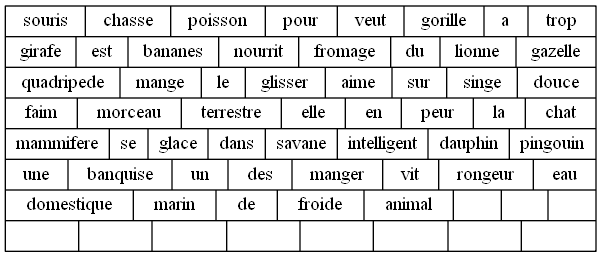 souris chasse poisson pour veut gorille a trop
girafe est bananes nourrit fromage du lionne gazelle
quadripede mange le glisser aime sur singe douce
faim morceau terrestre elle en peur la chat
mammifere se glace dans savane intelligent dauphin pingouin
une banquise un des manger vit rongeur eau
domestique marin de froide animal